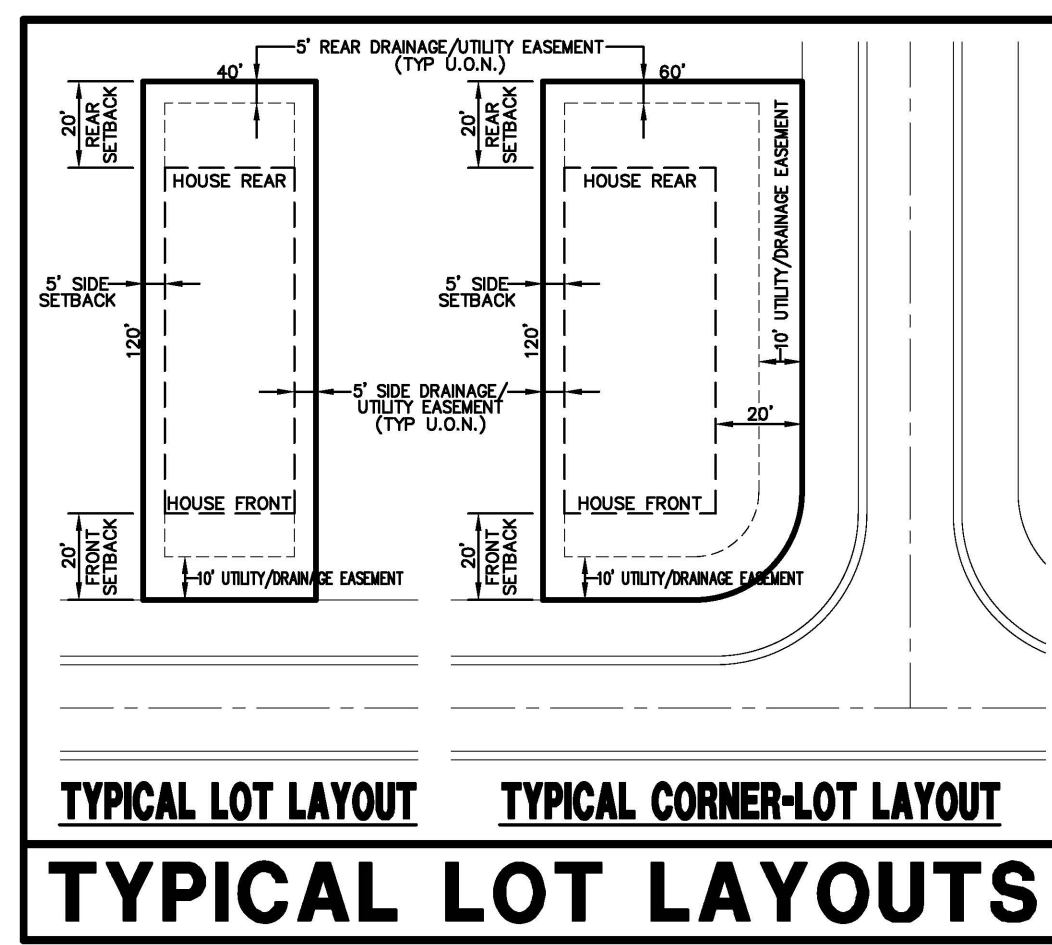 5' REAR DRAINAGE/UTILITY EASEMENT
(TYP U.O.N.)
40'
20'
REAR
SETBACK
HOUSE REAR
5' SIDE
SETBACK
120'
5' SIDE DRAINAGE/
UTILITY EASEMENT
(TYP U.O.N.)
HOUSE FRONT
20'
FRONT
SETBACK
10' UTILITY/DRAINAGE EASEMENT
60'
20'
REAR
SETBACK
HOUSE REAR
10' UTILITY/DRAINAGE EASEMENT
5' SIDE
SETBACK
120'
20'
HOUSE FRONT
20'
FRONT
SETBACK
10' UTILITY/DRAINAGE EASEMENT
TYPICAL LOT LAYOUT
TYPICAL CORNER-LOT LAYOUT
TYPICAL LOT LAYOUTS